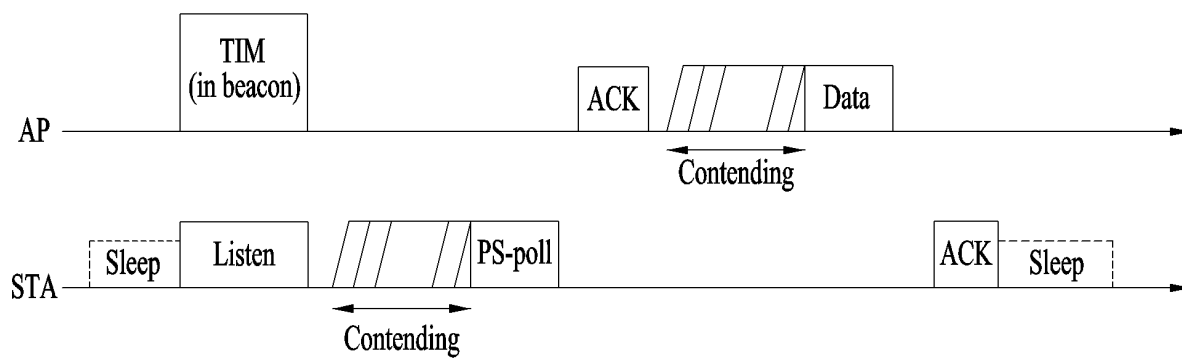 TIM
(in beacon)
ACK
Data
AP
Contending
Sleep
Listen
PS-poll
ACK
Sleep
STA
Contending